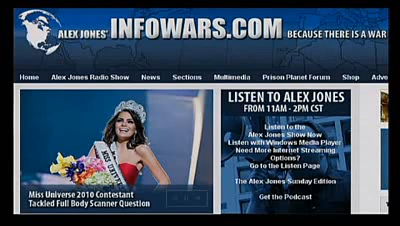 ALEX JONES' INFOWARS.COM BECAUSE THERE IS A WAR
Home Alex Jones Radio Show News Sections Multimedia Prison Planet Forum Shop Adve
MISS UNIVERSE
Miss Universe 2010 Contestant
Tackled Full Body Scanner Question
LISTEN TO ALEX JONES
FROM 11AM - 2PM CST
Listen to the
Alex Jones Show Now
Listen with Windows Media Player
Need More Internet Streaming
Options?
Go to the Listen Page
The Alex Jones Sunday Edition
Get the Podcast